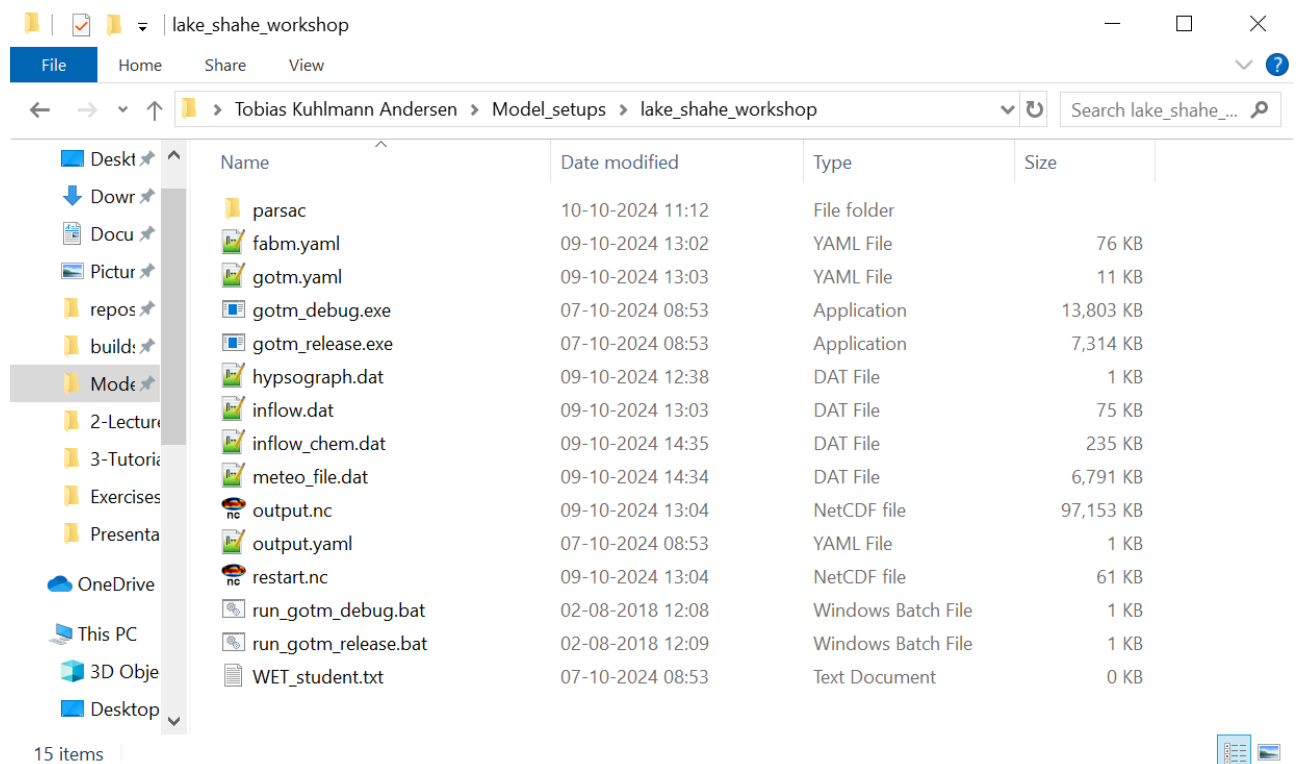 lake_shahe_workshop
File Home Share View
Tobias Kuhlmann Andersen Model_setups lake_shahe_workshop Search lake_shahe_...
Name Date modified Type Size
Deskt
Dowr
Docu
Pictur
repos
build
Mode
2-Lecture
3-Tutoria
Exercises
Presenta
OneDrive
This PC
3D Obje
Desktop
parsac 10-10-2024 11:12 File folder
fabm.yaml 09-10-2024 13:02 YAML File 76 KB
gotm.yaml 09-10-2024 13:03 YAML File 11 KB
gotm_debug.exe 07-10-2024 08:53 Application 13,803 KB
gotm_release.exe 07-10-2024 08:53 Application 7,314 KB
hypsograph.dat 09-10-2024 12:38 DAT File 1 KB
inflow.dat 09-10-2024 13:03 DAT File 75 KB
inflow_chem.dat 09-10-2024 14:35 DAT File 235 KB
meteo_file.dat 09-10-2024 14:34 DAT File 6,791 KB
output.nc 09-10-2024 13:04 NetCDF file 97,153 KB
output.yaml 07-10-2024 08:53 YAML File 1 KB
restart.nc 09-10-2024 13:04 NetCDF file 61 KB
run_gotm_debug.bat 02-08-2018 12:08 Windows Batch File 1 KB
run_gotm_release.bat 02-08-2018 12:09 Windows Batch File 1 KB
WET_student.txt 07-10-2024 08:53 Text Document 0 KB
15 items